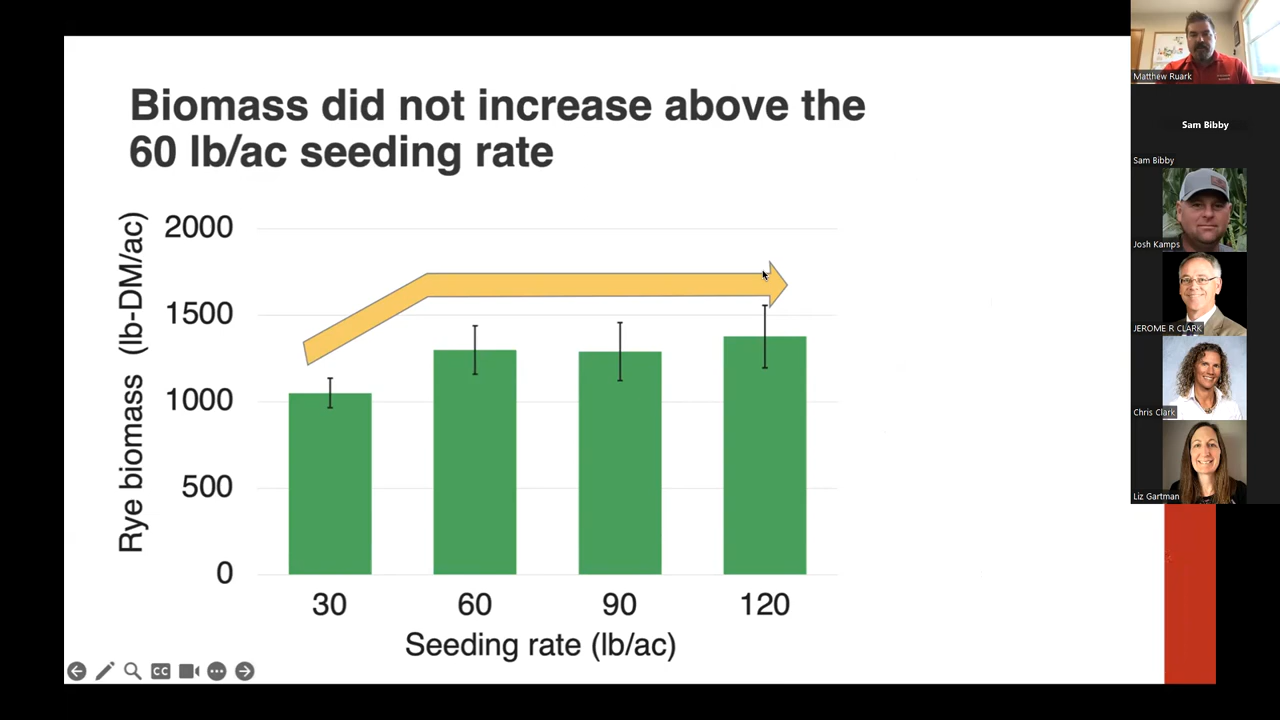 Biomass did not increase above the
60 lb/ac seeding rate
Rye biomass (lb-DM/ac)
2000
1500
1000
500
0
30 60 90 120
Seeding rate (lb/ac)
CC
Matthew Ruark
Sam Bibby
Sam Bibby
Josh Kamps
JEROME R CLARK
Chris Clark
Liz Gartman